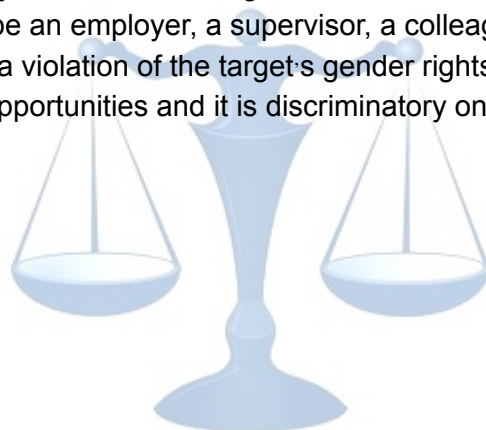 be an employer, a supervisor, a colleag
a violation of the target's gender rights
pportunities and it is discriminatory on